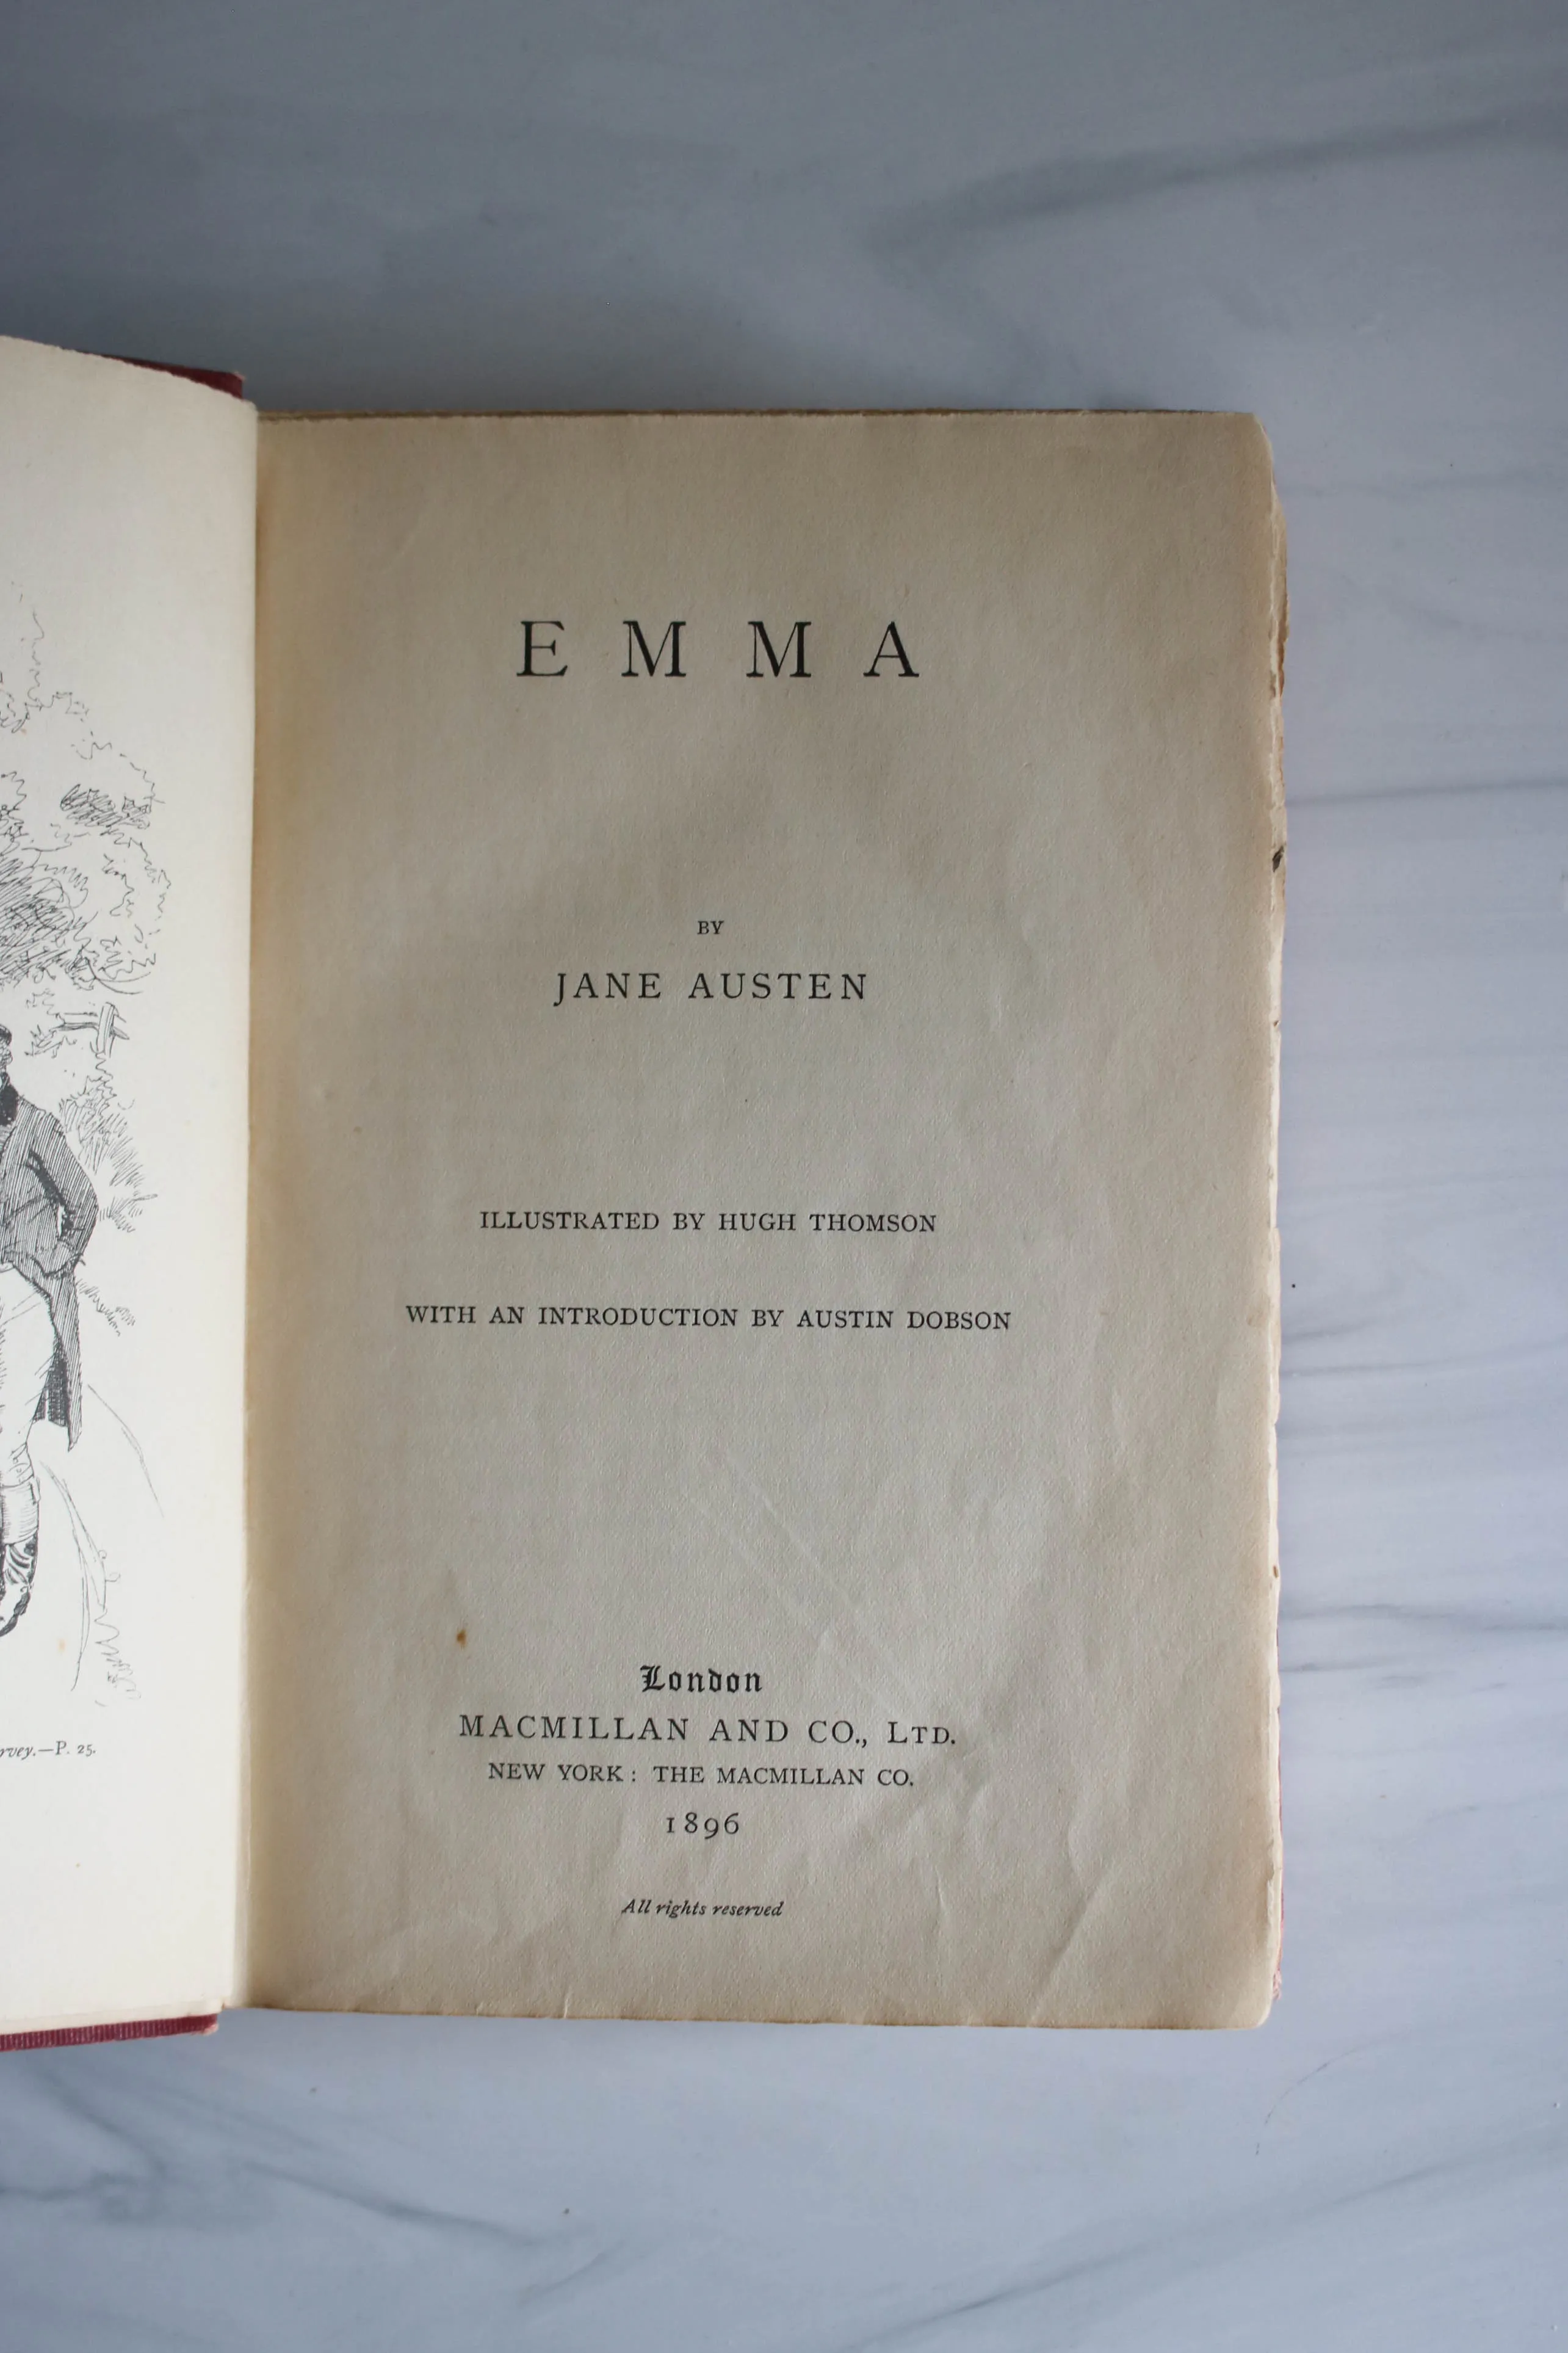 E M M A
BY
JANE AUSTEN
ILLUSTRATED BY HUGH THOMSON
WITH AN INTRODUCTION BY AUSTIN DOBSON
London
MACMILLAN AND CO., LTD.
NEW YORK: THE MACMILLAN CO.
1896
All rights reserved
rvey.—P. 25.